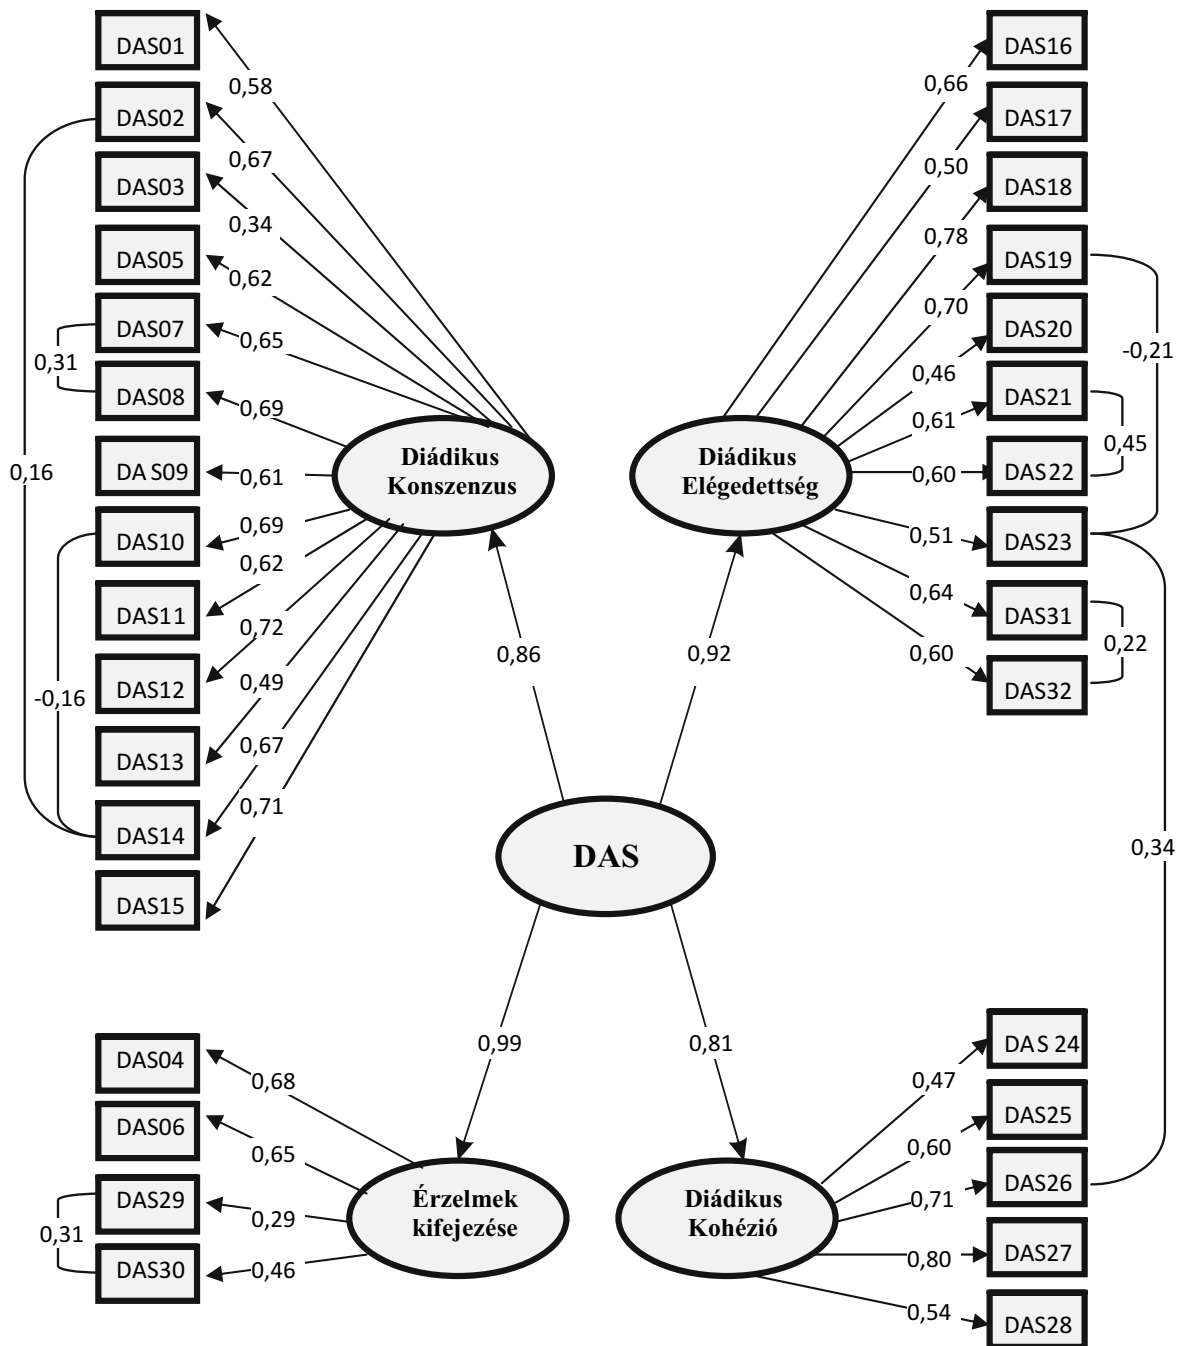 DAS01
DAS02
DAS03
DAS05
DAS07
DAS08
DA S09
DAS10
DAS11
DAS12
DAS13
DAS14
DAS15
0,58
0,67
0,34
0,62
0,65
0,69
0,61
0,69
0,62
0,72
0,49
0,67
0,71
0,31
0,16
-0,16
Diádikus
Konszenzus
DAS16
DAS17
DAS18
DAS19
DAS20
DAS21
DAS22
DAS23
DAS31
DAS32
0,66
0,50
0,78
0,70
0,46
0,61
0,60
0,51
0,64
0,60
-0,21
0,45
0,22
0,34
Diádikus
Elégedettség
0,86
0,92
DAS
0,99
0,81
DAS04
DAS06
DAS29
DAS30
0,68
0,65
0,29
0,46
0,31
Érzelmek
kifejezése
Diádikus
Kohézió
0,47
0,60
0,71
0,80
0,54
DAS 24
DAS25
DAS26
DAS27
DAS28